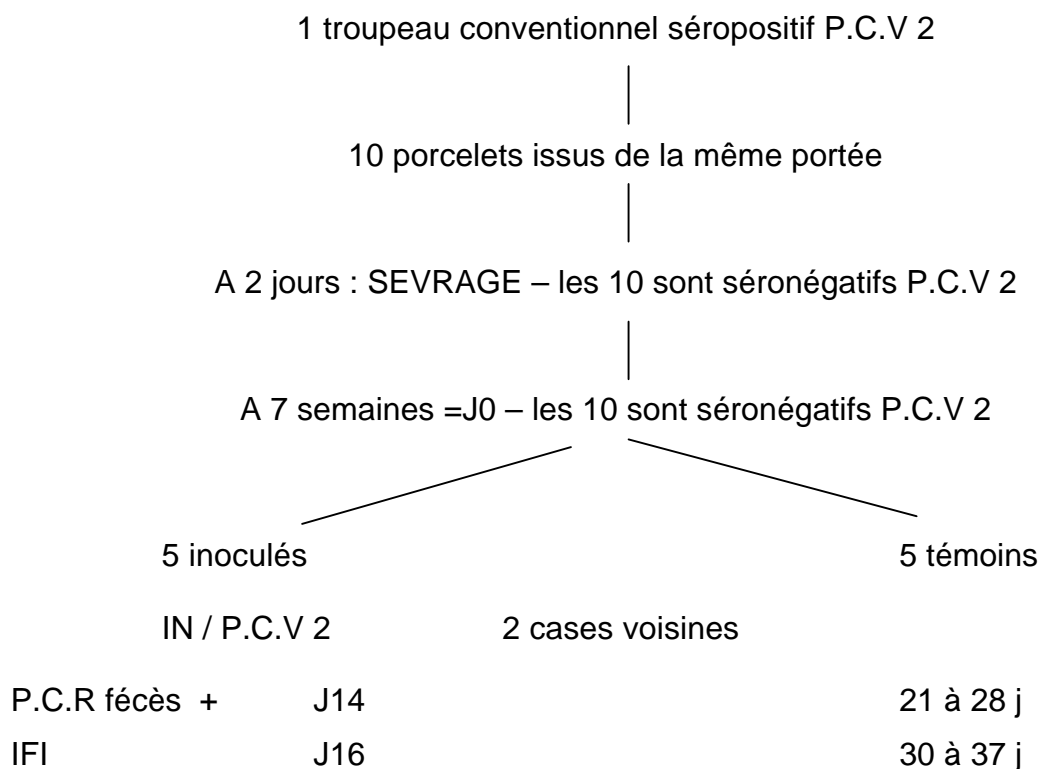 1 troupeau conventionnel séropositif P.C.V 2
10 porcelets issus de la même portée
A 2 jours : SEVRAGE – les 10 sont séronégatifs P.C.V 2
A 7 semaines =J0 – les 10 sont séronégatifs P.C.V 2
5 inoculés 5 témoins
IN / P.C.V 2 2 cases voisines
P.C.R fécès + J14 21 à 28 j
IFI J16 30 à 37 j